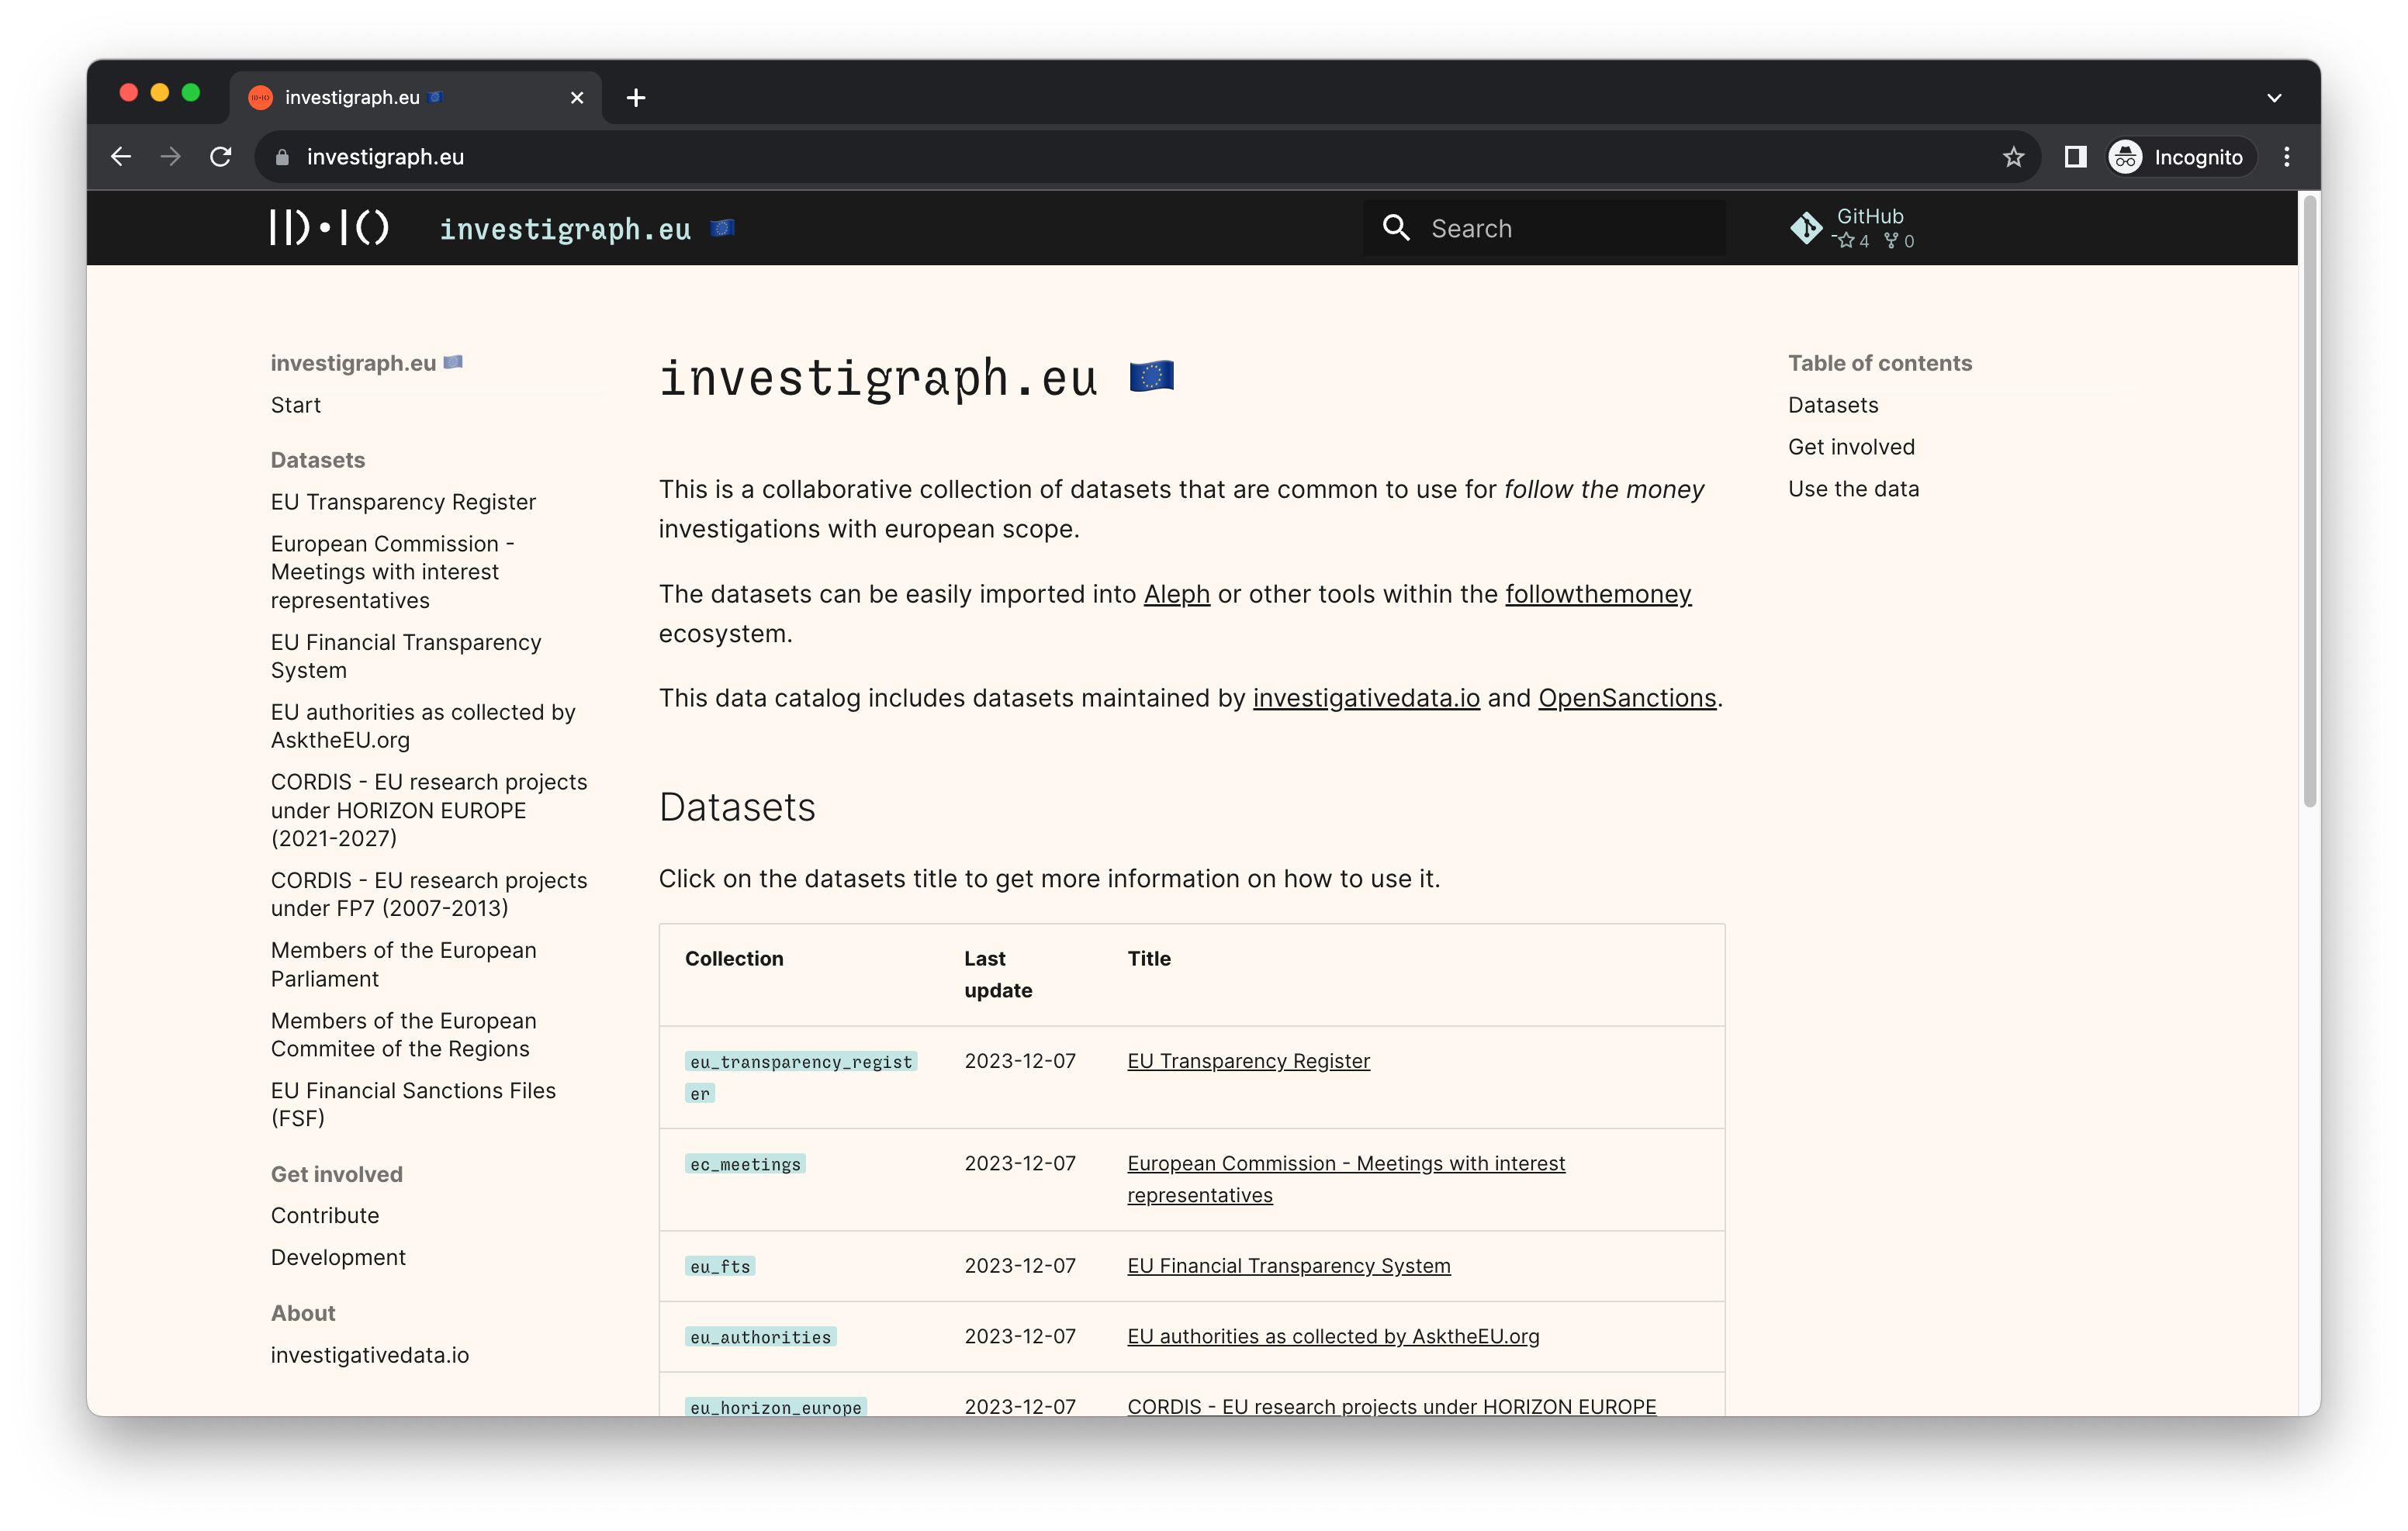 investigraph.eu
investigraph.eu
Incognito
investigraph.eu
Search
GitHub
4 0
investigraph.eu
Start
Datasets
EU Transparency Register
European Commission -
Meetings with interest
representatives
EU Financial Transparency
System
EU authorities as collected by
AsktheEU.org
CORDIS - EU research projects
under HORIZON EUROPE
(2021-2027)
CORDIS - EU research projects
under FP7 (2007-2013)
Members of the European
Parliament
Members of the European
Commitee of the Regions
EU Financial Sanctions Files
(FSF)
Get involved
Contribute
Development
About
investigativedata.io
investigraph.eu
This is a collaborative collection of datasets that are common to use for follow the money
investigations with european scope.
The datasets can be easily imported into Aleph or other tools within the followthemoney
ecosystem.
This data catalog includes datasets maintained by investigativedata.io and OpenSanctions.
Datasets
Click on the datasets title to get more information on how to use it.
Collection Last update Title
eu_transparency_register 2023-12-07 EU Transparency Register
ec_meetings 2023-12-07 European Commission - Meetings with interest
representatives
eu_fts 2023-12-07 EU Financial Transparency System
eu_authorities 2023-12-07 EU authorities as collected by AsktheEU.org
eu_horizon_europe 2023-12-07 CORDIS - EU research projects under HORIZON EUROPE
Table of contents
Datasets
Get involved
Use the data